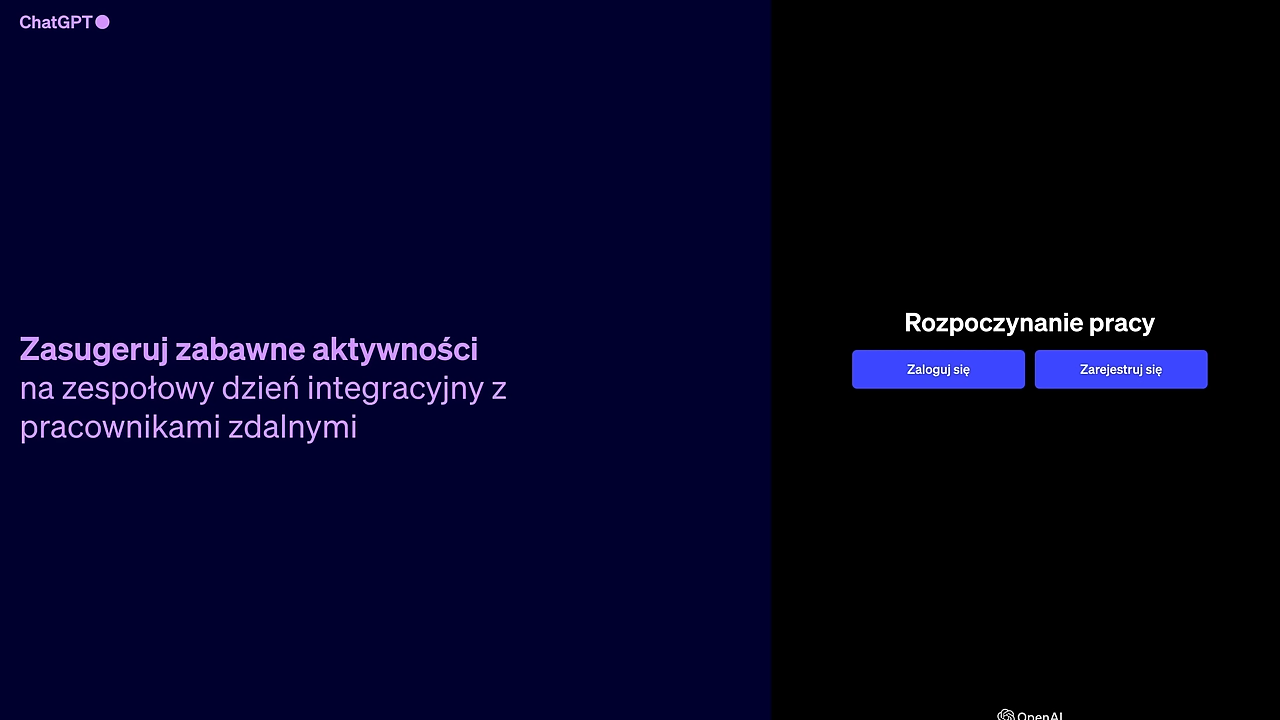 ChatGPT
Zasugeruj zabawne aktywności
na zespołowy dzień integracyjny z
pracownikami zdalnymi
Rozpoczynanie pracy
Zaloguj się
Zarejestruj się
OpenAI